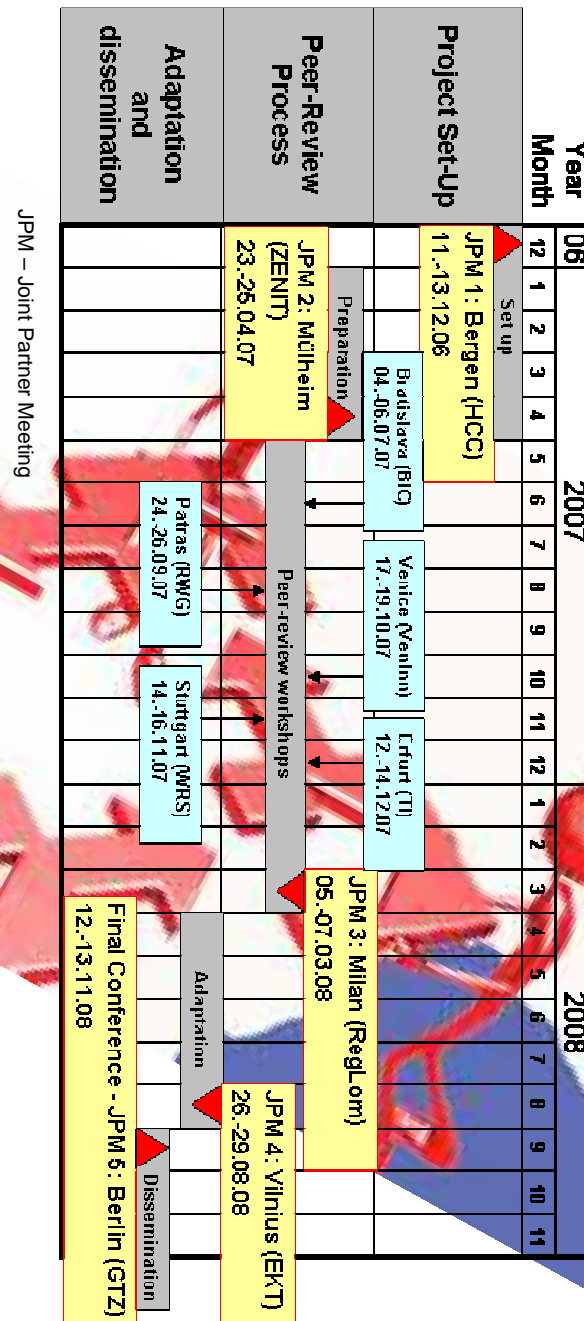 Year 06 2007 2008
Month 12 1 2 3 4 5 6 7 8 9 10 11 12 1 2 3 4 5 6 7 8 9 10 11
Project Set-Up
Set up
JPM 1: Bergen (HCC)
11.-13.12.06
Peer-Review
Process
Preparation
JPM 2: Mülheim
(ZENIT)
23.-25.04.07
Bratislava (BIC)
04.-06.07.07
Venice (VenInn)
17.-19.10.07
Erfurt (TI)
12.-14.12.07
Peer-review workshops
Patras (RWG)
24.-26.09.07
Stuttgart (WRS)
14.-16.11.07
JPM 3: Milan (RegLom)
05.-07.03.08
Adaptation
and
dissemination
Adaptation
JPM 4: Vilnius (EKT)
26.-29.08.08
Dissemination
Final Conference - JPM 5: Berlin (GTZ)
12.-13.11.08
JPM – Joint Partner Meeting